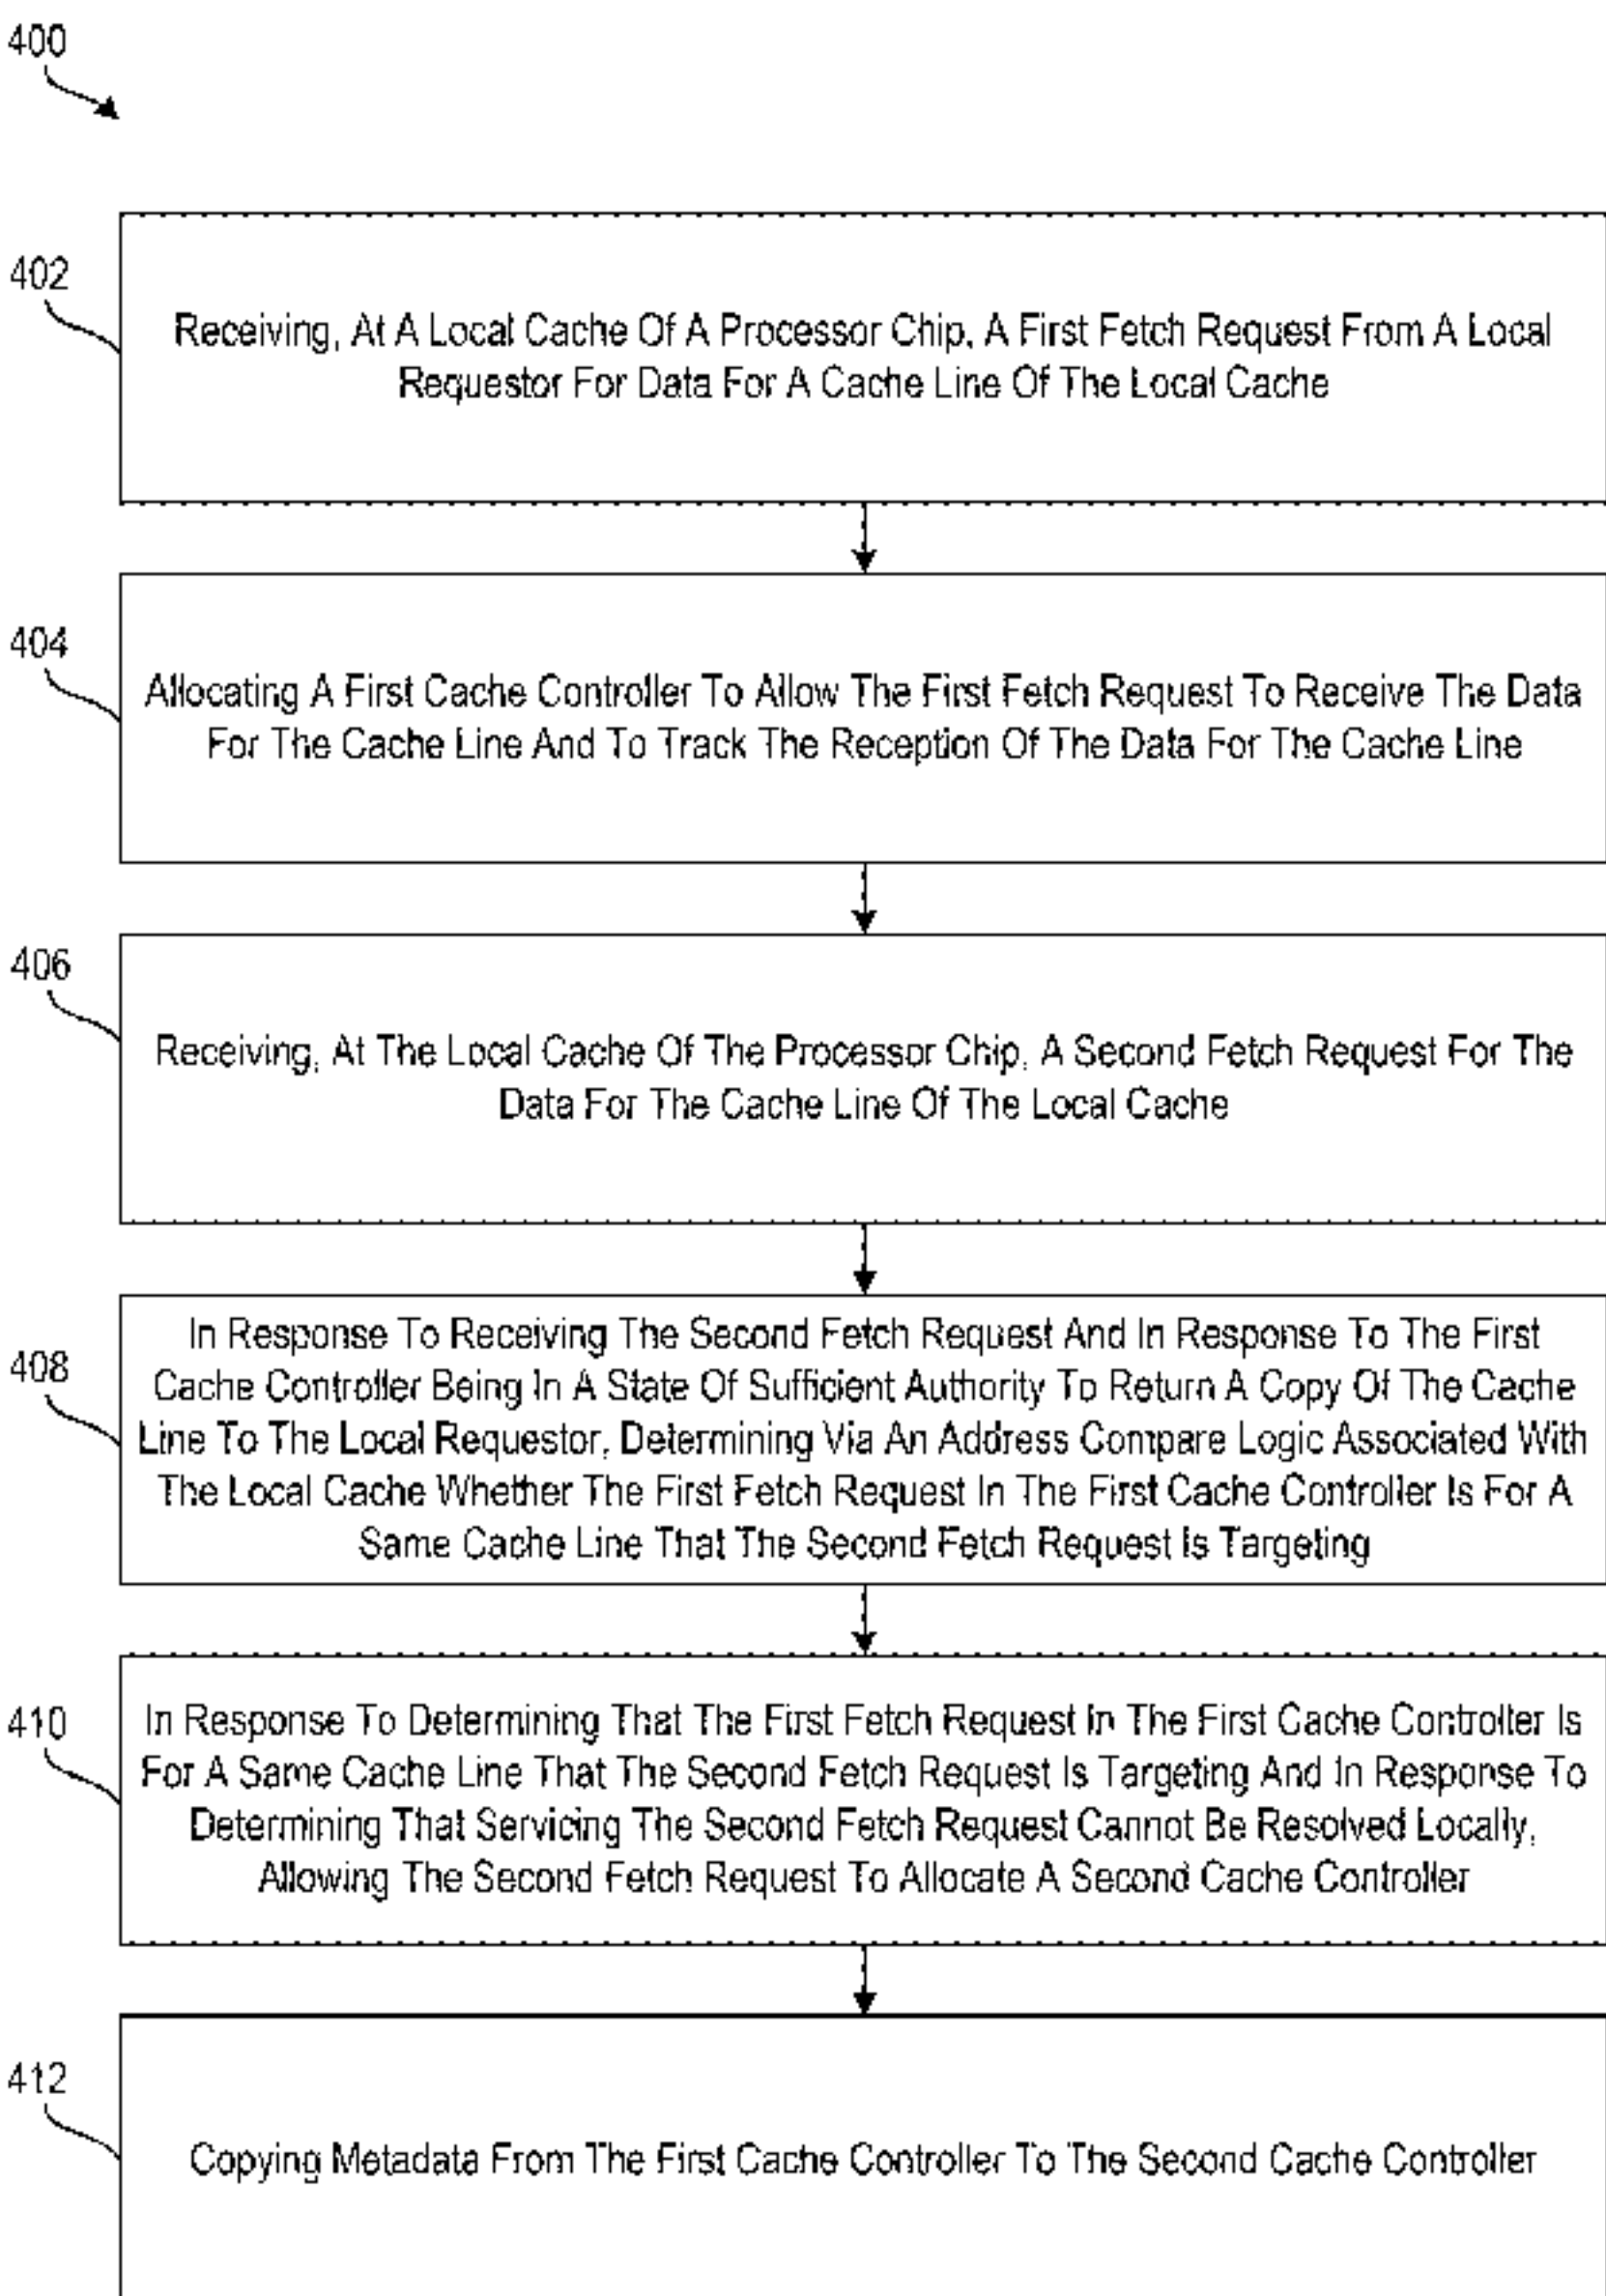 400
402
Receiving, At A Local Cache Of A Processor Chip, A First Fetch Request From A Local
Requestor For Data For A Cache Line Of The Local Cache
404
Allocating A First Cache Controller To Allow The First Fetch Request To Receive The Data
For The Cache Line And To Track The Reception Of The Data For The Cache Line
406
Receiving, At The Local Cache Of The Processor Chip, A Second Fetch Request For The
Data For The Cache Line Of The Local Cache
408
In Response To Receiving The Second Fetch Request And In Response To The First
Cache Controller Being In A State Of Sufficient Authority To Return A Copy Of The Cache
Line To The Local Requestor, Determining Via An Address Compare Logic Associated With
The Local Cache Whether The First Fetch Request In The First Cache Controller Is For A
Same Cache Line That The Second Fetch Request Is Targeting
410
In Response To Determining That The First Fetch Request In The First Cache Controller Is
For A Same Cache Line That The Second Fetch Request Is Targeting And In Response To
Determining That Servicing The Second Fetch Request Cannot Be Resolved Locally,
Allowing The Second Fetch Request To Allocate A Second Cache Controller
412
Copying Metadata From The First Cache Controller To The Second Cache Controller